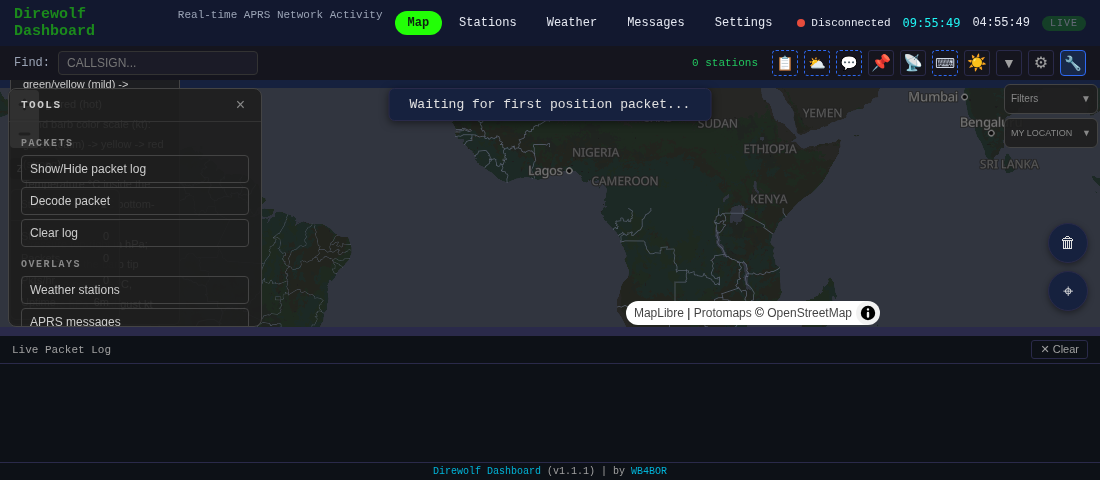 Direwolf
Dashboard
Real-time APRS Network Activity
Map
Stations
Weather
Messages
Settings
Disconnected
09:55:49
04:55:49
LIVE
Find:
CALLSIGN...
0 stations
green/yellow (mild) ->
TOOLS
×
PACKETS
Show/Hide packet log
Decode packet
Clear log
OVERLAYS
Weather stations
APRS messages
Waiting for first position packet...
Filters
MY LOCATION
Mumbai
YEMEN
SUDAN
NIGERIA
ETHIOPIA
Lagos
CAMEROON
KENYA
SRI LANKA
MapLibre | Protomaps © OpenStreetMap
Live Packet Log
✕ Clear
Direwolf Dashboard (v1.1.1) | by WB4BOR